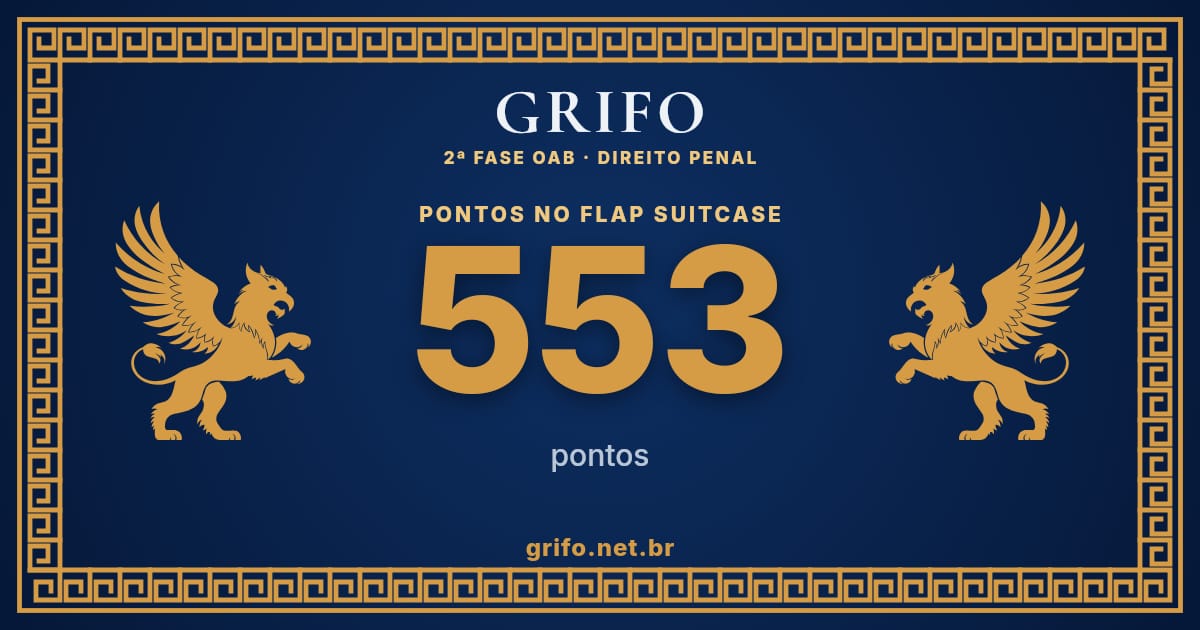 GRIFO
2ª FASE OAB · DIREITO PENAL
PONTOS NO FLAP SUITCASE
553
pontos
grifo.net.br